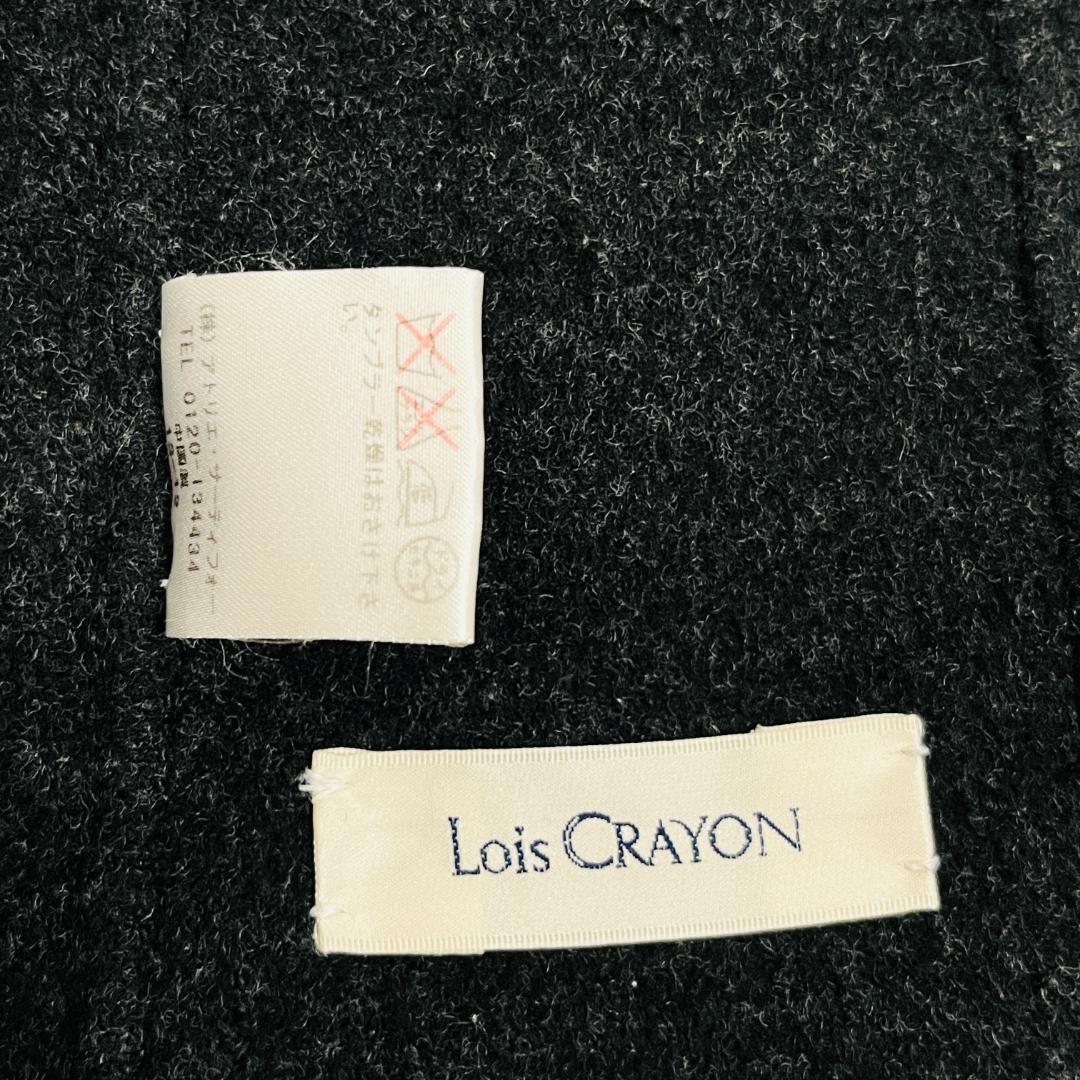 タンブラー乾燥はおさけ下と
い。
(株)アトリエ・サーティフォー
TEL 0120-134434
中国製
Lois CRAYON